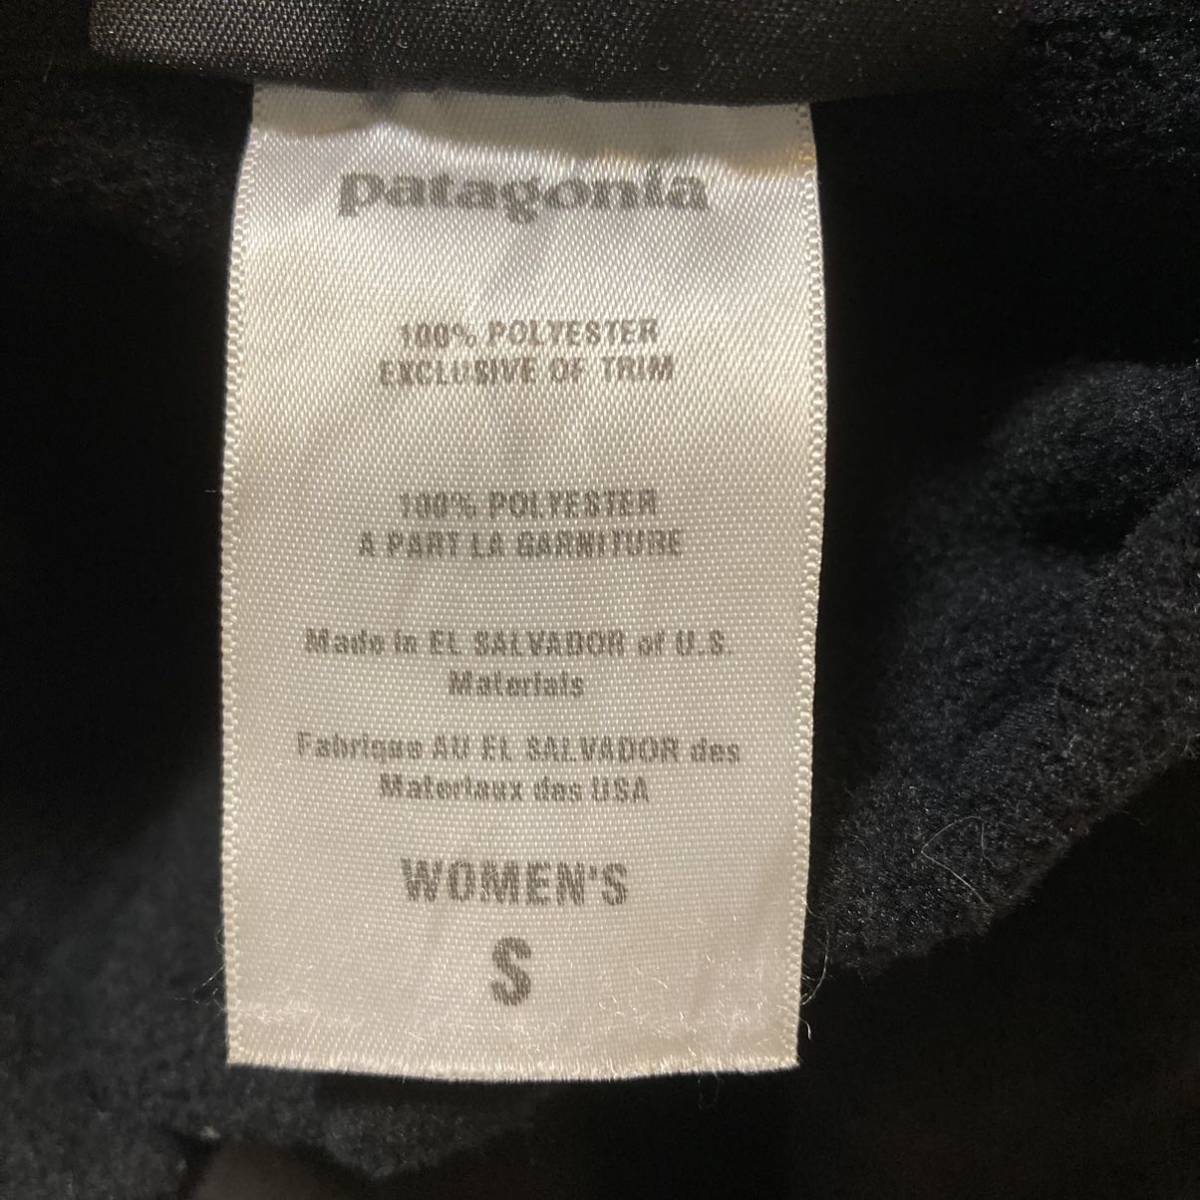 patagonia
100% POLYESTER
EXCLUSIVE OF TRIM
100% POLYESTER
A PART LA GARNITURE
Made in EL SALVADOR of U.S.
Materials
Fabrique AU EL SALVADOR des
Materiaux des USA
WOMEN'S
S